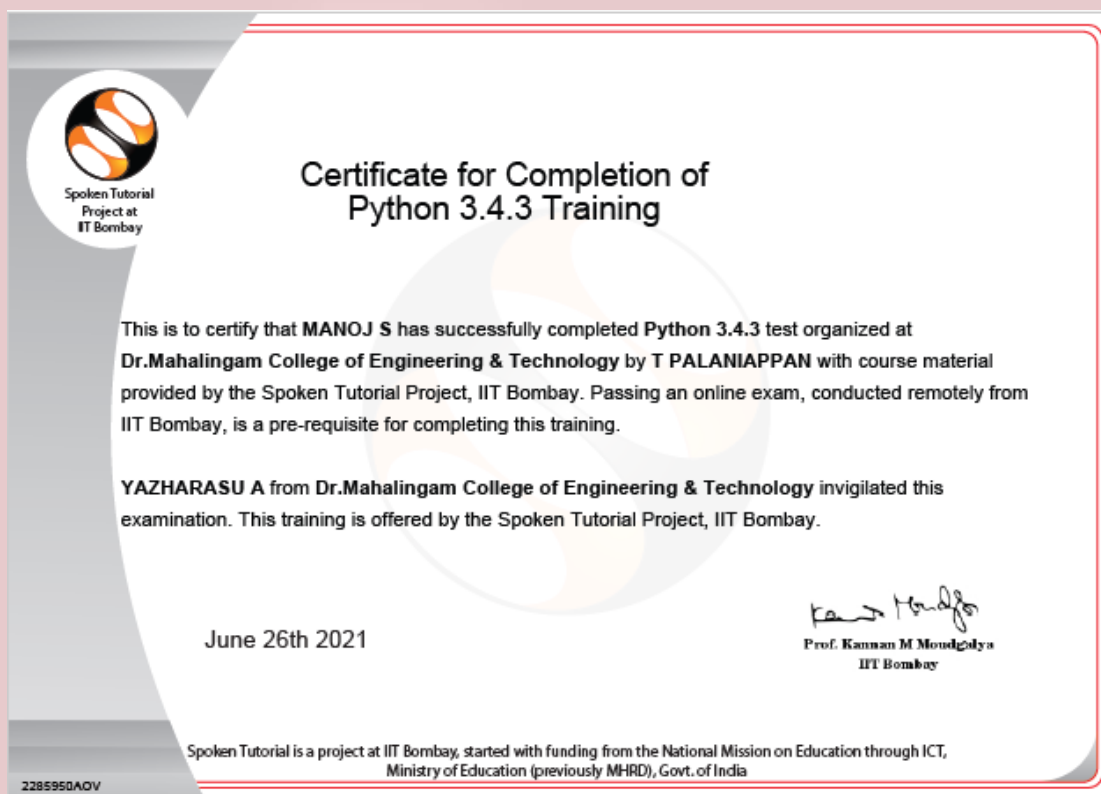 Spoken Tutorial
Project at
IIT Bombay
Certificate for Completion of
Python 3.4.3 Training
This is to certify that MANOJ S has successfully completed Python 3.4.3 test organized at
Dr.Mahalingam College of Engineering & Technology by T PALANIAPPAN with course material
provided by the Spoken Tutorial Project, IIT Bombay. Passing an online exam, conducted remotely from
IIT Bombay, is a pre-requisite for completing this training.
YAZHARASU A from Dr.Mahalingam College of Engineering & Technology invigilated this
examination. This training is offered by the Spoken Tutorial Project, IIT Bombay.
June 26th 2021
Prof. Kannan M Moudgalya
IIT Bombay
Spoken Tutorial is a project at IIT Bombay, started with funding from the National Mission on Education through ICT,
Ministry of Education (previously MHRD), Govt. of India
2285950AOV